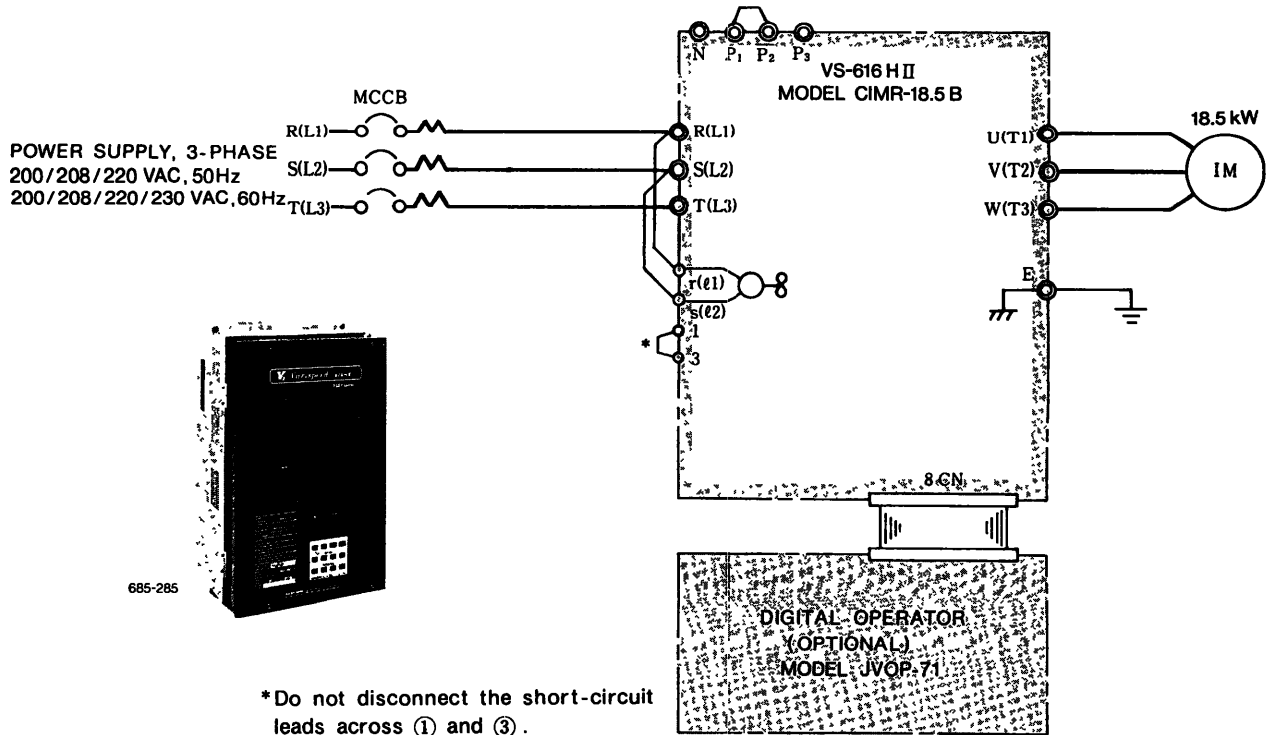 N P₁ P₂ P₃
VS-616 H II
MODEL CIMR-18.5 B
MCCB
R(L1)
S(L2)
T(L3)
POWER SUPPLY, 3-PHASE
200/208/220 VAC, 50Hz
200/208/220/230 VAC, 60Hz
R(L1)
S(L2)
T(L3)
U(T1)
V(T2)
W(T3)
18.5 kW
IM
E
r(ℓ1)
s(ℓ2)
1
*
3
8 CN
685-285
DIGITAL OPERATOR
(OPTIONAL)
MODEL JVOP-71
*Do not disconnect the short-circuit
leads across ① and ③.